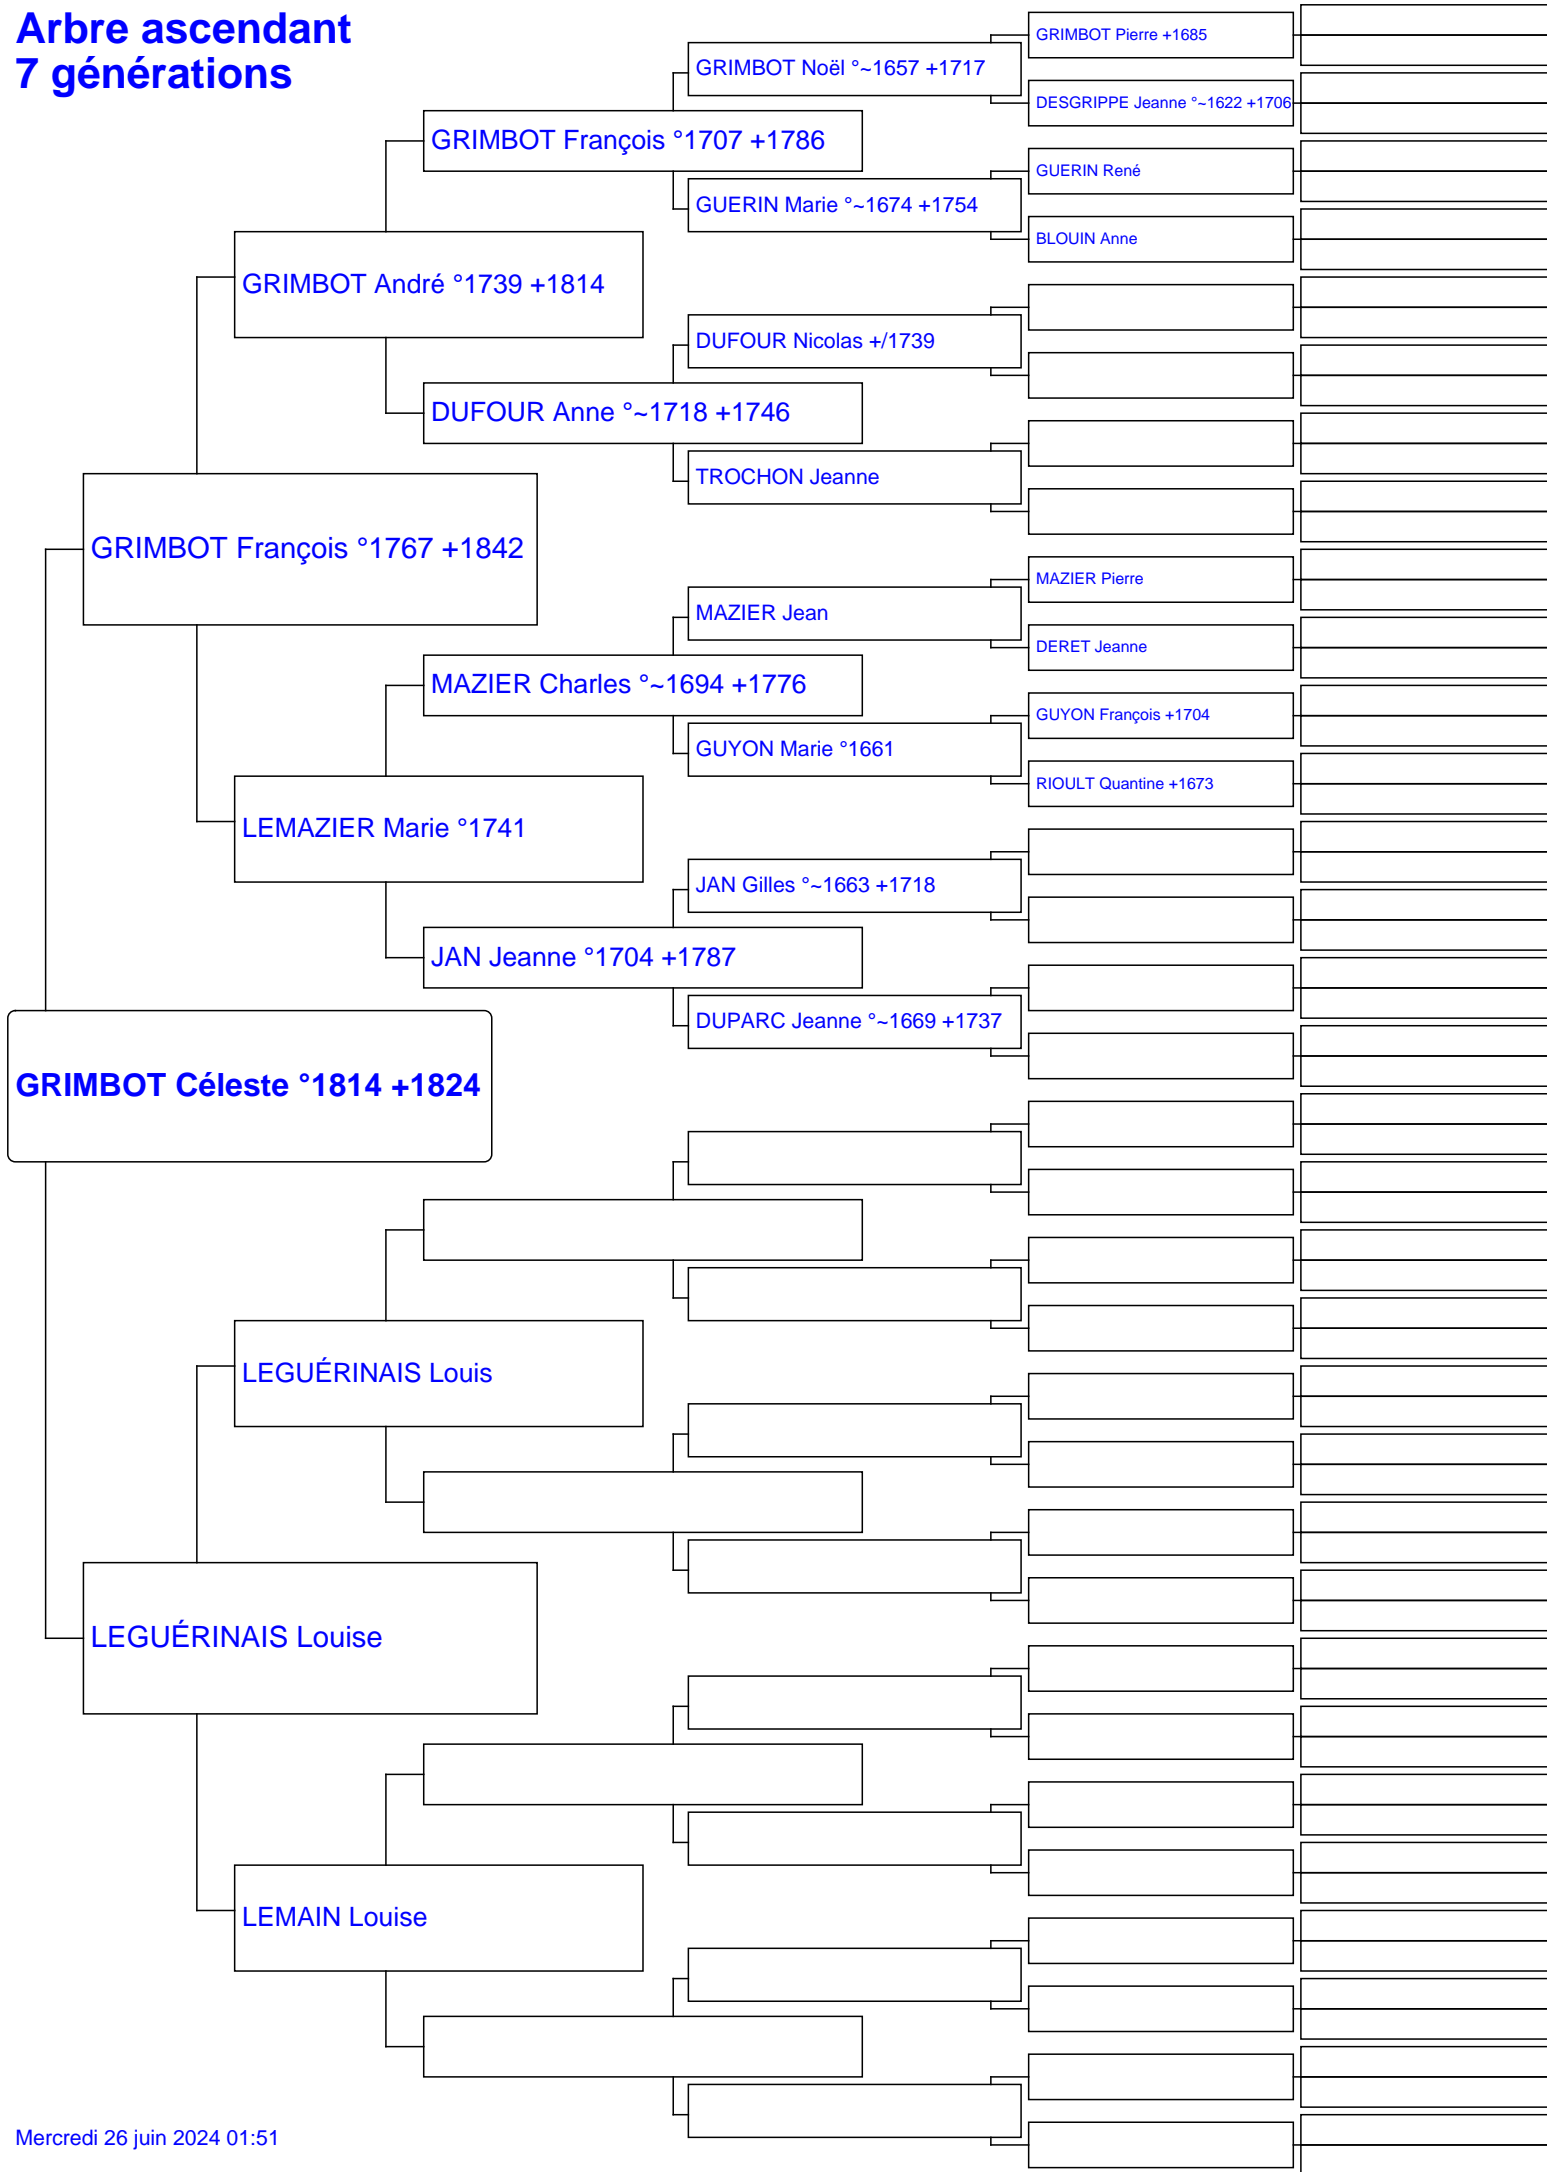 Arbre ascendant
7 générations
GRIMBOT Pierre +1685
GRIMBOT Noël °~1657 +1717
DESGRIPPE Jeanne °~1622 +1706
GRIMBOT François °1707 +1786
GUERIN René
GUERIN Marie °~1674 +1754
BLOUIN Anne
GRIMBOT André °1739 +1814
DUFOUR Nicolas +/1739
DUFOUR Anne °~1718 +1746
TROCHON Jeanne
GRIMBOT François °1767 +1842
MAZIER Pierre
MAZIER Jean
DERET Jeanne
MAZIER Charles °~1694 +1776
GUYON François +1704
GUYON Marie °1661
RIOULT Quantine +1673
LEMAZIER Marie °1741
JAN Gilles °~1663 +1718
JAN Jeanne °1704 +1787
DUPARC Jeanne °~1669 +1737
GRIMBOT Céleste °1814 +1824
LEGUÉRINAIS Louis
LEGUÉRINAIS Louise
LEMAIN Louise
Mercredi 26 juin 2024 01:51